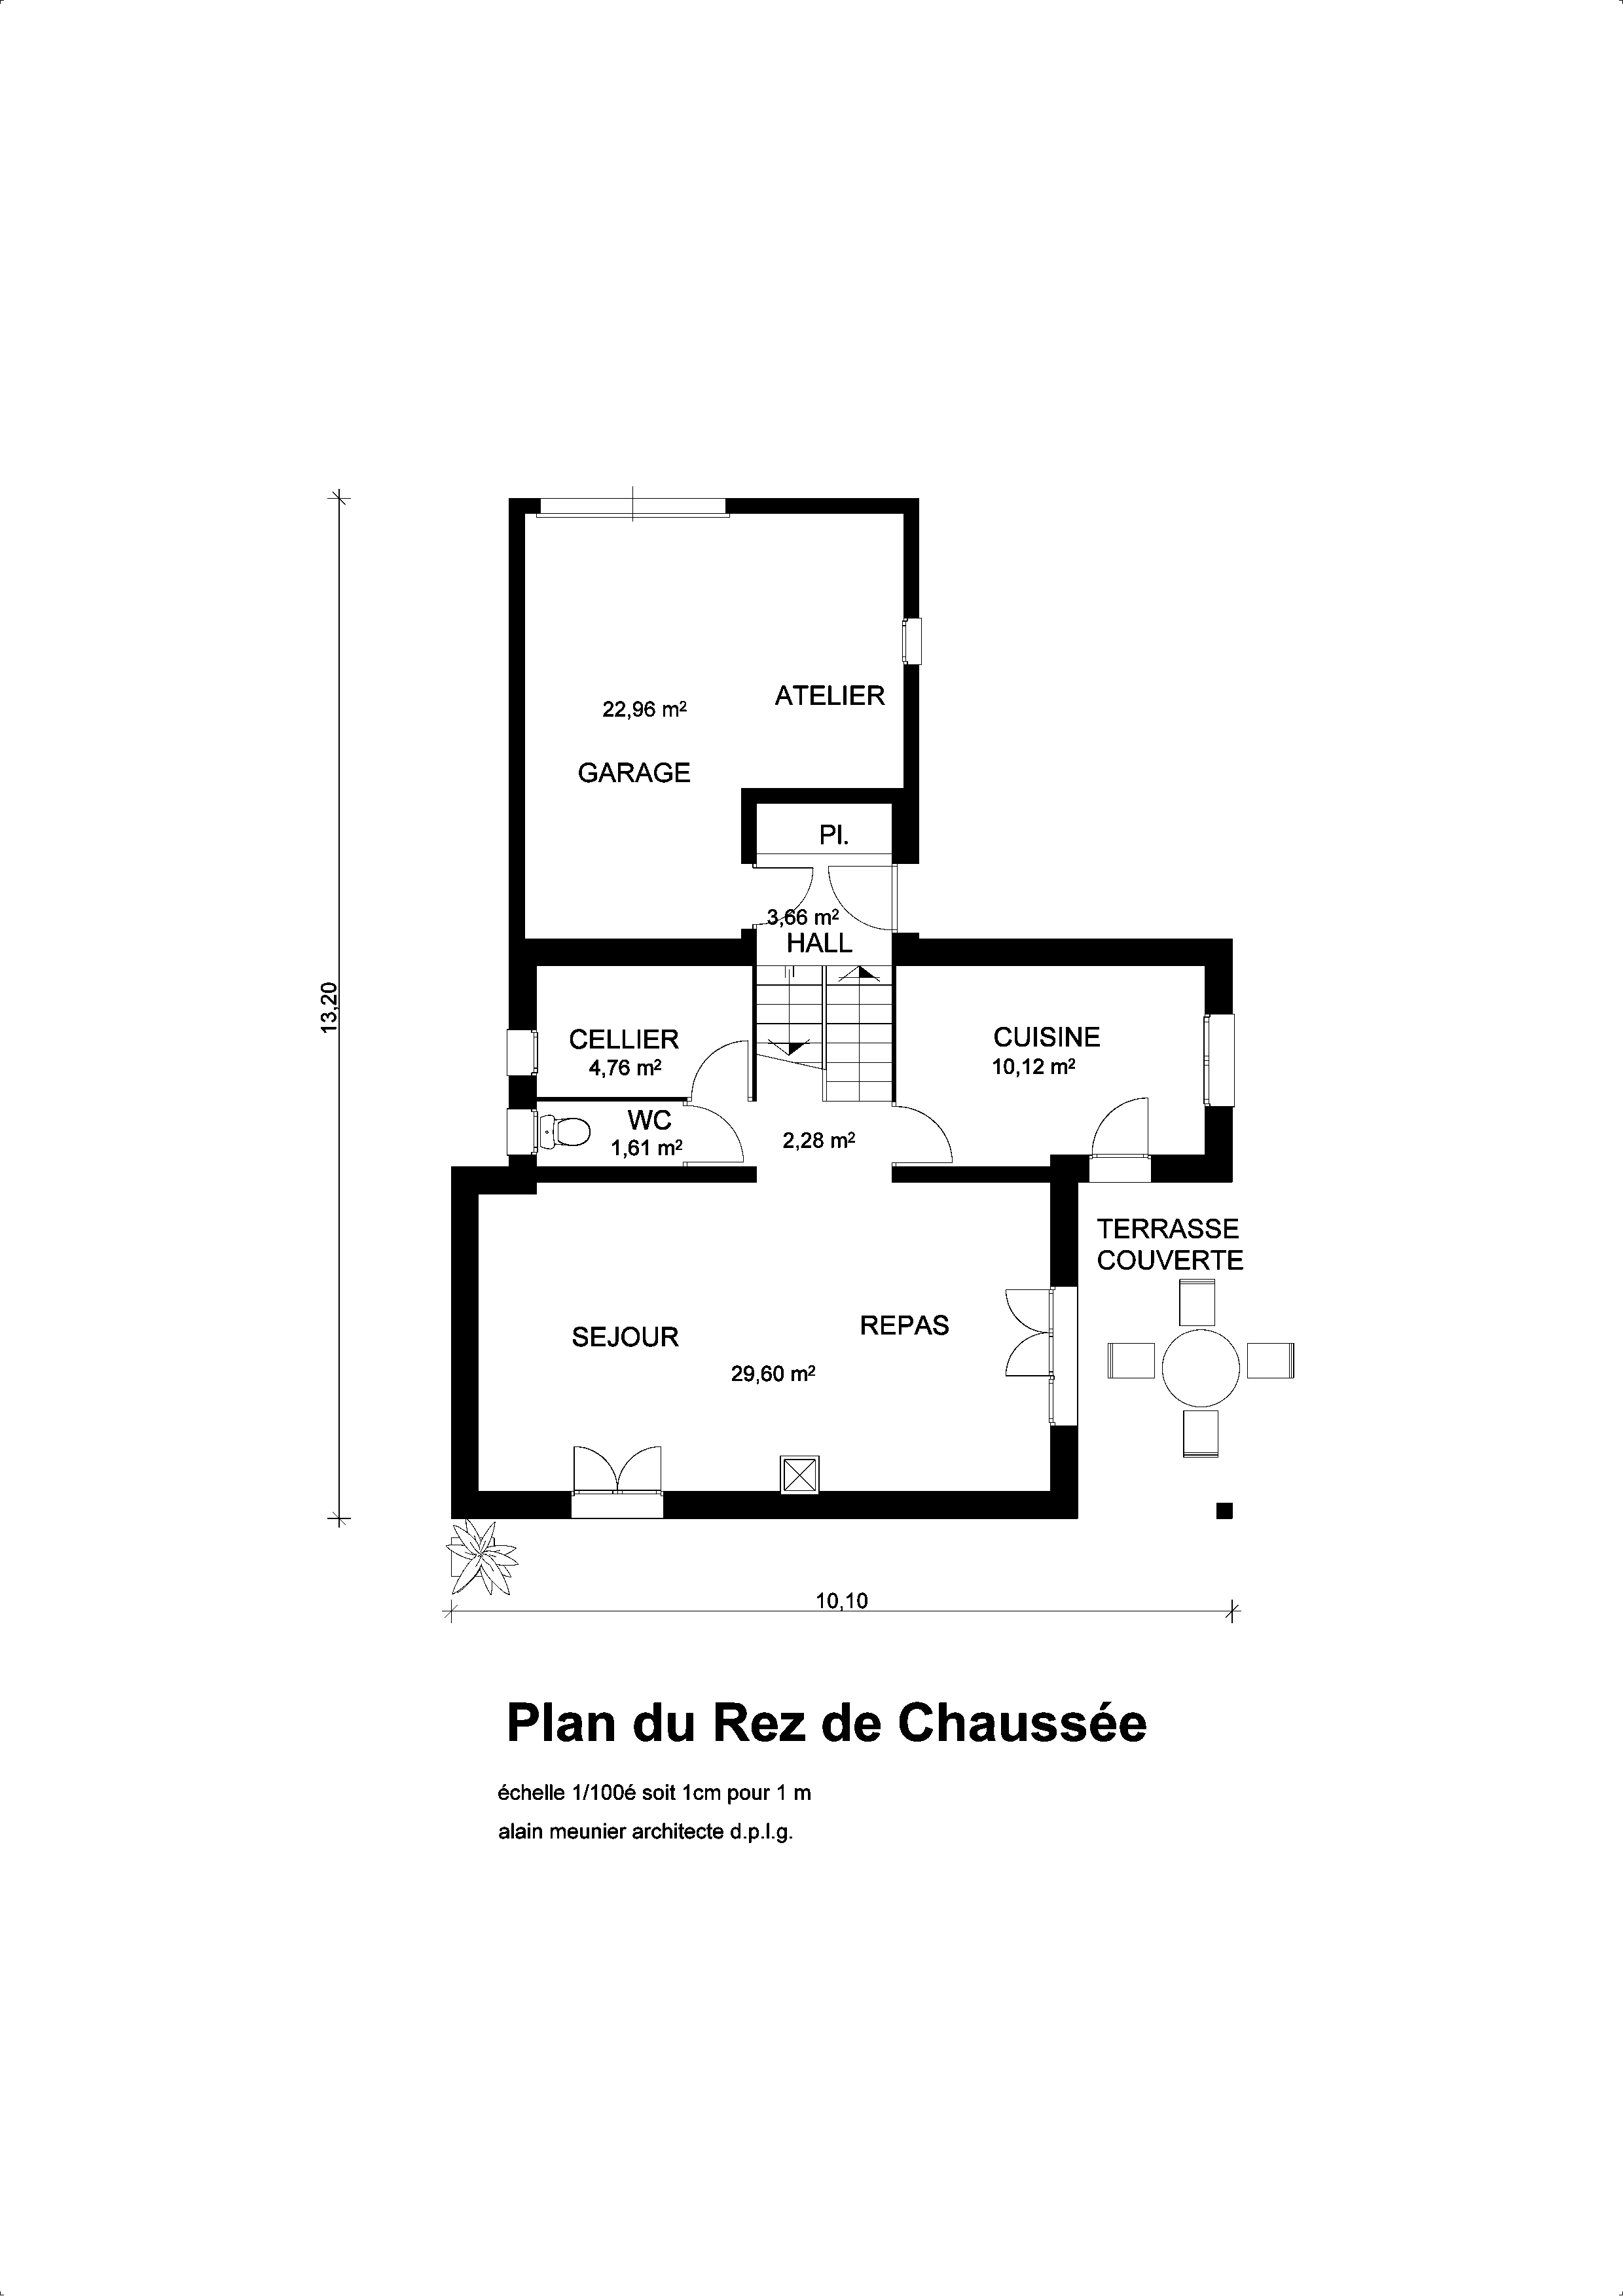 ATELIER
22,96 m²
GARAGE
Pl.
3,66 m²
HALL
13,20
CELLIER
4,76 m²
CUISINE
10,12 m²
WC
1,61 m²
2,28 m²
TERRASSE
COUVERTE
SEJOUR
REPAS
29,60 m²
10,10
Plan du Rez de Chaussée
échelle 1/100é soit 1cm pour 1 m
alain meunier architecte d.p.l.g.